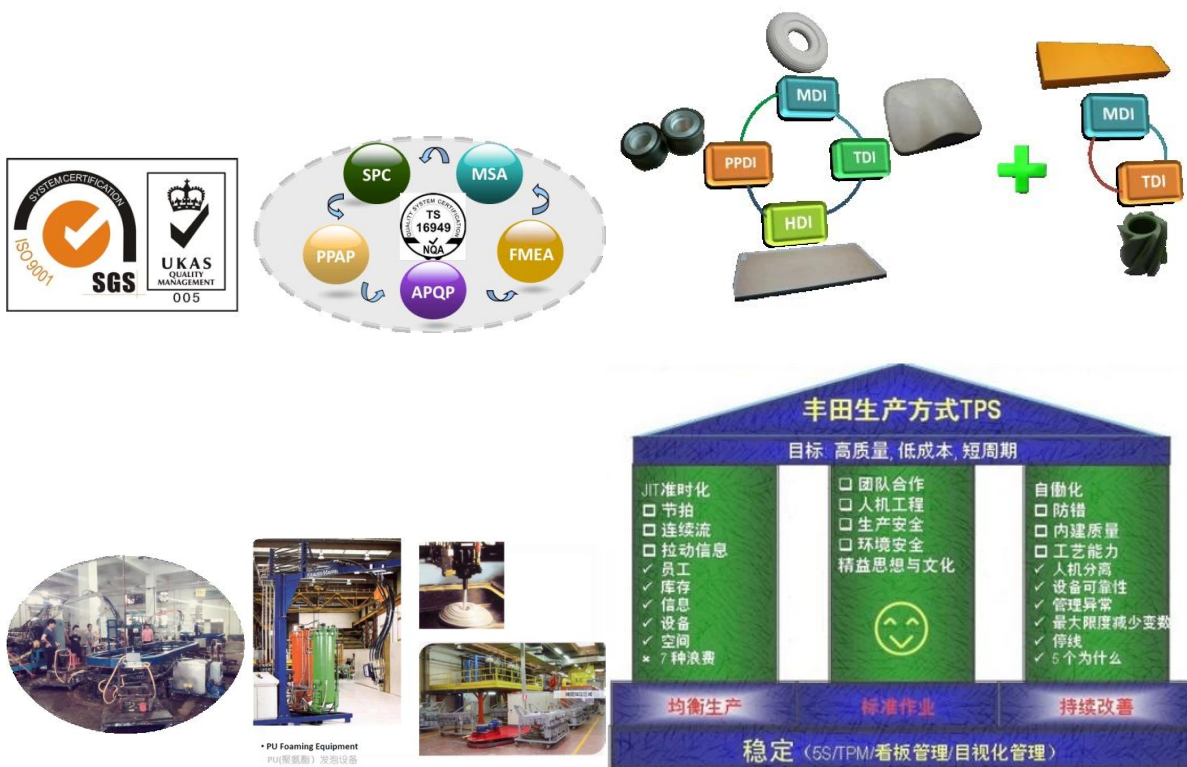 SYSTEM CERTIFICATION
ISO 9001
SGS
UKAS
QUALITY
MANAGEMENT
005
SPC
MSA
PPAP
FMEA
APQP
QUALITY SYSTEM CERTIFICATION
TS
16949
NQA
MDI
PPDI
TDI
HDI
MDI
TDI
丰田生产方式TPS
目标 高质量, 低成本, 短周期
JIT准时化
节拍
连续流
拉动信息
员工
库存
信息
设备
空间
7种浪费
团队合作
人机工程
生产安全
环境安全
精益思想与文化
自働化
防错
内建质量
工艺能力
人机分离
设备可靠性
管理异常
最大限度减少变数
停线
5个为什么
均衡生产
标准作业
持续改善
稳定（5S/TPM/看板管理/目视化管理）
• PU Foaming Equipment
PU(聚氨酯）发泡设备